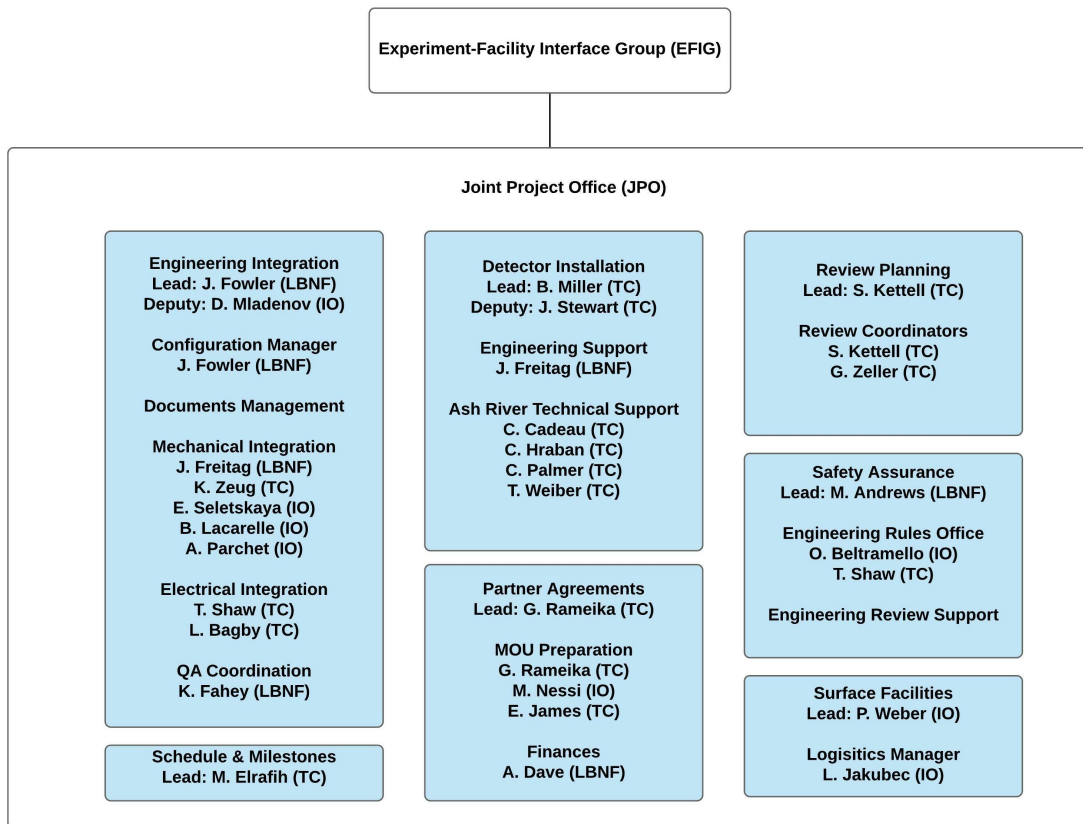 Experiment-Facility Interface Group (EFIG)
Joint Project Office (JPO)
Engineering Integration
Lead: J. Fowler (LBNF)
Deputy: D. Mladenov (IO)
Configuration Manager
J. Fowler (LBNF)
Documents Management
Mechanical Integration
J. Freitag (LBNF)
K. Zeug (TC)
E. Seletskaya (IO)
B. Lacarelle (IO)
A. Parchet (IO)
Electrical Integration
T. Shaw (TC)
L. Bagby (TC)
QA Coordination
K. Fahey (LBNF)
Schedule & Milestones
Lead: M. Elrafih (TC)
Detector Installation
Lead: B. Miller (TC)
Deputy: J. Stewart (TC)
Engineering Support
J. Freitag (LBNF)
Ash River Technical Support
C. Cadeau (TC)
C. Hraban (TC)
C. Palmer (TC)
T. Weiber (TC)
Partner Agreements
Lead: G. Rameika (TC)
MOU Preparation
G. Rameika (TC)
M. Nessi (IO)
E. James (TC)
Finances
A. Dave (LBNF)
Review Planning
Lead: S. Kettell (TC)
Review Coordinators
S. Kettell (TC)
G. Zeller (TC)
Safety Assurance
Lead: M. Andrews (LBNF)
Engineering Rules Office
O. Beltramello (IO)
T. Shaw (TC)
Engineering Review Support
Surface Facilities
Lead: P. Weber (IO)
Logisitics Manager
L. Jakubec (IO)